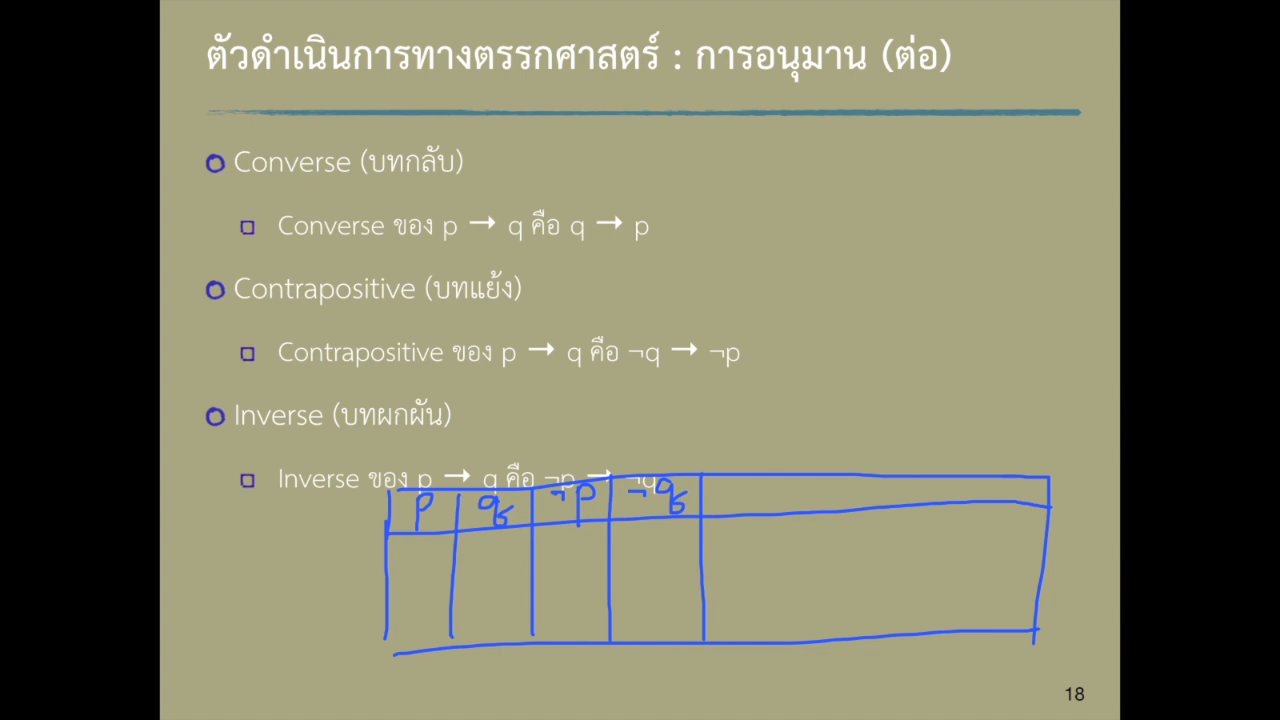 ตัวดำเนินการทางตรรกศาสตร์ : การอนุมาน (ต่อ)
Converse (บทกลับ)
Converse ของ p → q คือ q → p
Contrapositive (บทแย้ง)
Contrapositive ของ p → q คือ ¬q → ¬p
Inverse (บทผกผัน)
Inverse ของ p → q คือ ¬p → ¬q
p q ¬p ¬q
18